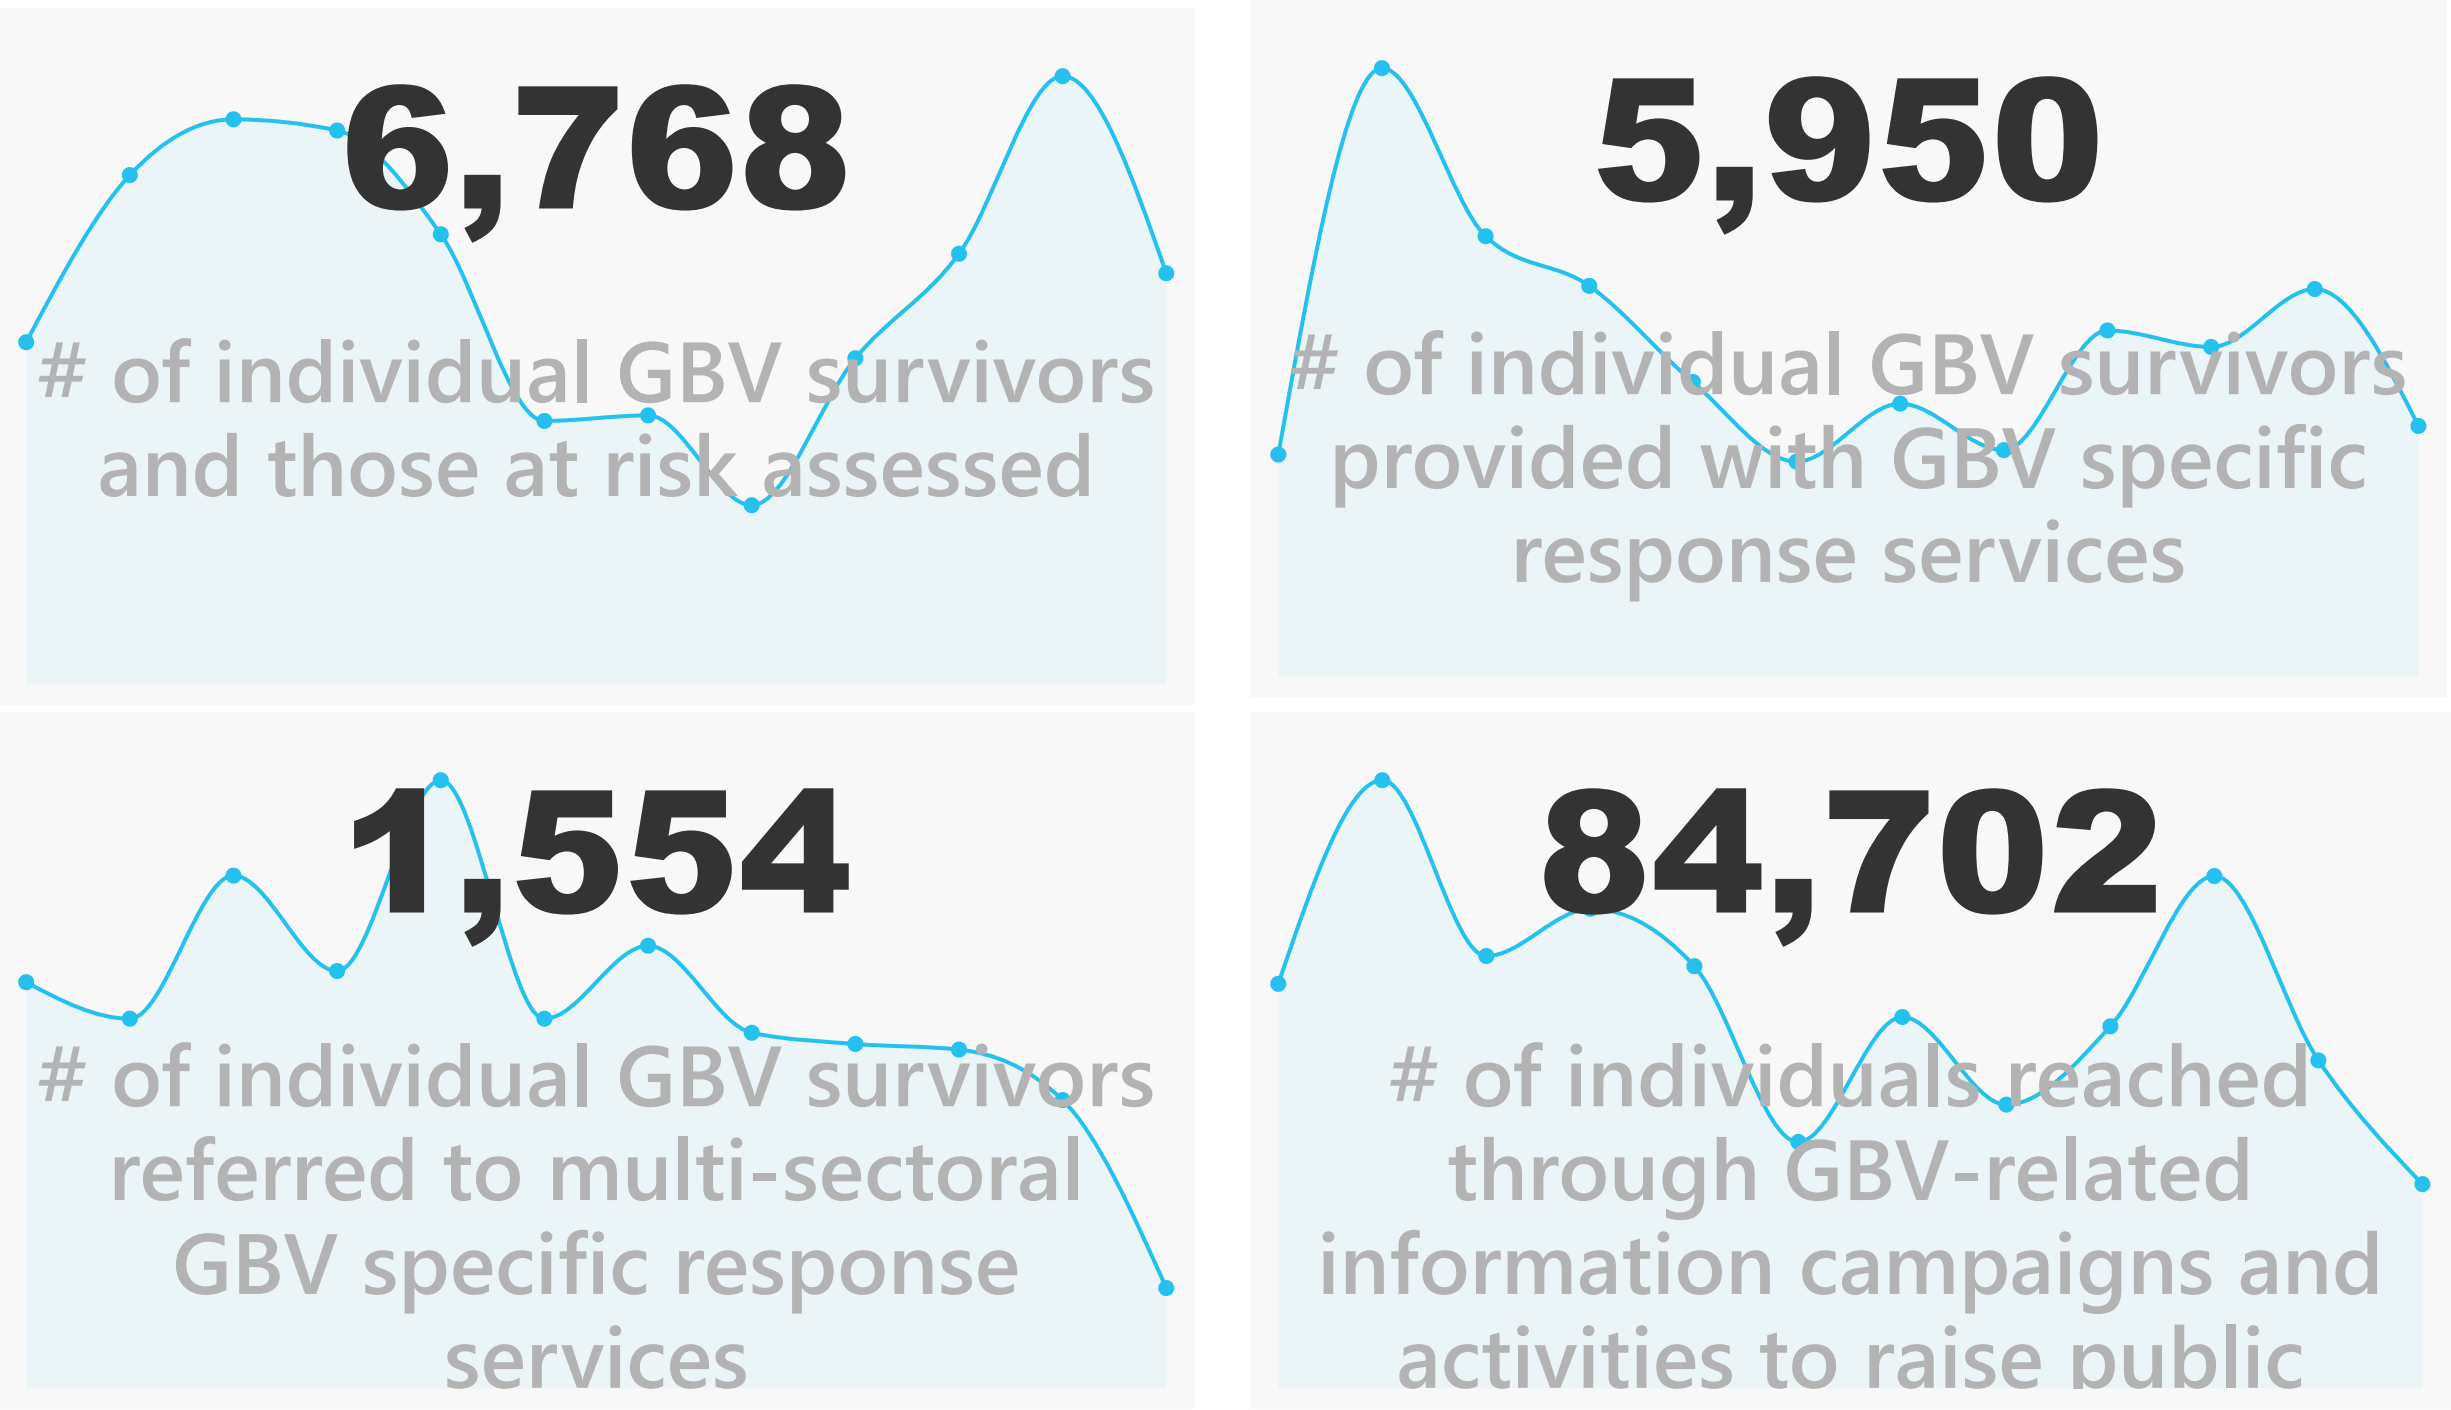 6,768
# of individual GBV survivors
and those at risk assessed
5,950
# of individual GBV survivors
provided with GBV specific
response services
1,554
# of individual GBV survivors
referred to multi-sectoral
GBV specific response
services
84,702
# of individuals reached
through GBV-related
information campaigns and
activities to raise public